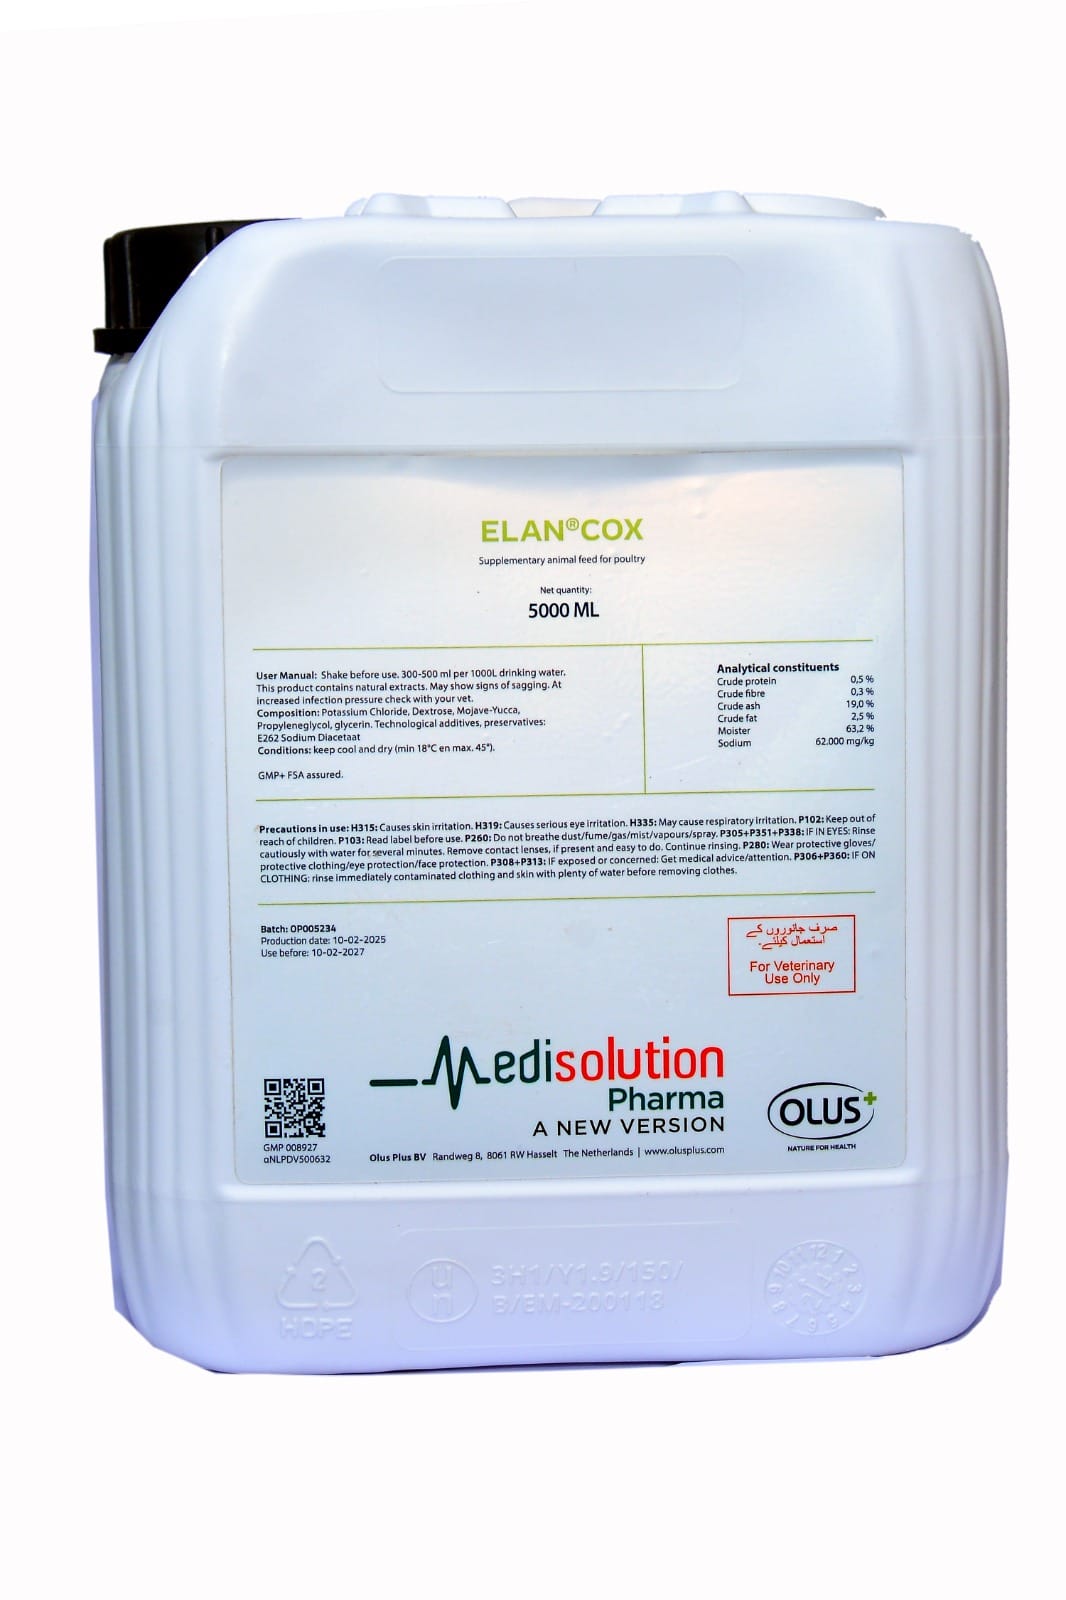 ELAN®COX
Supplementary animal feed for poultry
Net quantity:
5000 ML
User Manual: Shake before use. 300-500 ml per 1000L drinking water.
This product contains natural extracts. May show signs of sagging. At
increased infection pressure check with your vet.
Composition: Potassium Chloride, Dextrose, Mojave-Yucca,
Propyleneglycol, glycerin. Technological additives, preservatives:
E262 Sodium Diacetaat
Conditions: keep cool and dry (min 18°C en max. 45°).
GMP+ FSA assured.
Analytical constituents
Crude protein 0,5 %
Crude fibre 0,3 %
Crude ash 19,0 %
Crude fat 2,5 %
Moister 63,2 %
Sodium 62.000 mg/kg
Precautions in use: H315: Causes skin irritation. H319: Causes serious eye irritation. H335: May cause respiratory irritation. P102: Keep out of
reach of children. P103: Read label before use. P260: Do not breathe dust/fume/gas/mist/vapours/spray. P305+P351+P338: IF IN EYES: Rinse
cautiously with water for several minutes. Remove contact lenses, if present and easy to do. Continue rinsing. P280: Wear protective gloves/
protective clothing/eye protection/face protection. P308+P313: IF exposed or concerned: Get medical advice/attention. P306+P360: IF ON
CLOTHING: rinse immediately contaminated clothing and skin with plenty of water before removing clothes.
Batch: OP005234
Production date: 10-02-2025
Use before: 10-02-2027
صرف جانوروں کے
استعمال کیلئے۔
For Veterinary
Use Only
Medisolution
Pharma
A NEW VERSION
OLUS+
NATURE FOR HEALTH
GMP 008927
αNLPDV500632
Olus Plus BV Randweg 8, 8061 RW Hasselt The Netherlands | www.olusplus.com
2
HDPE
u
n
3H1/Y1.9/150/
B/BM-200118